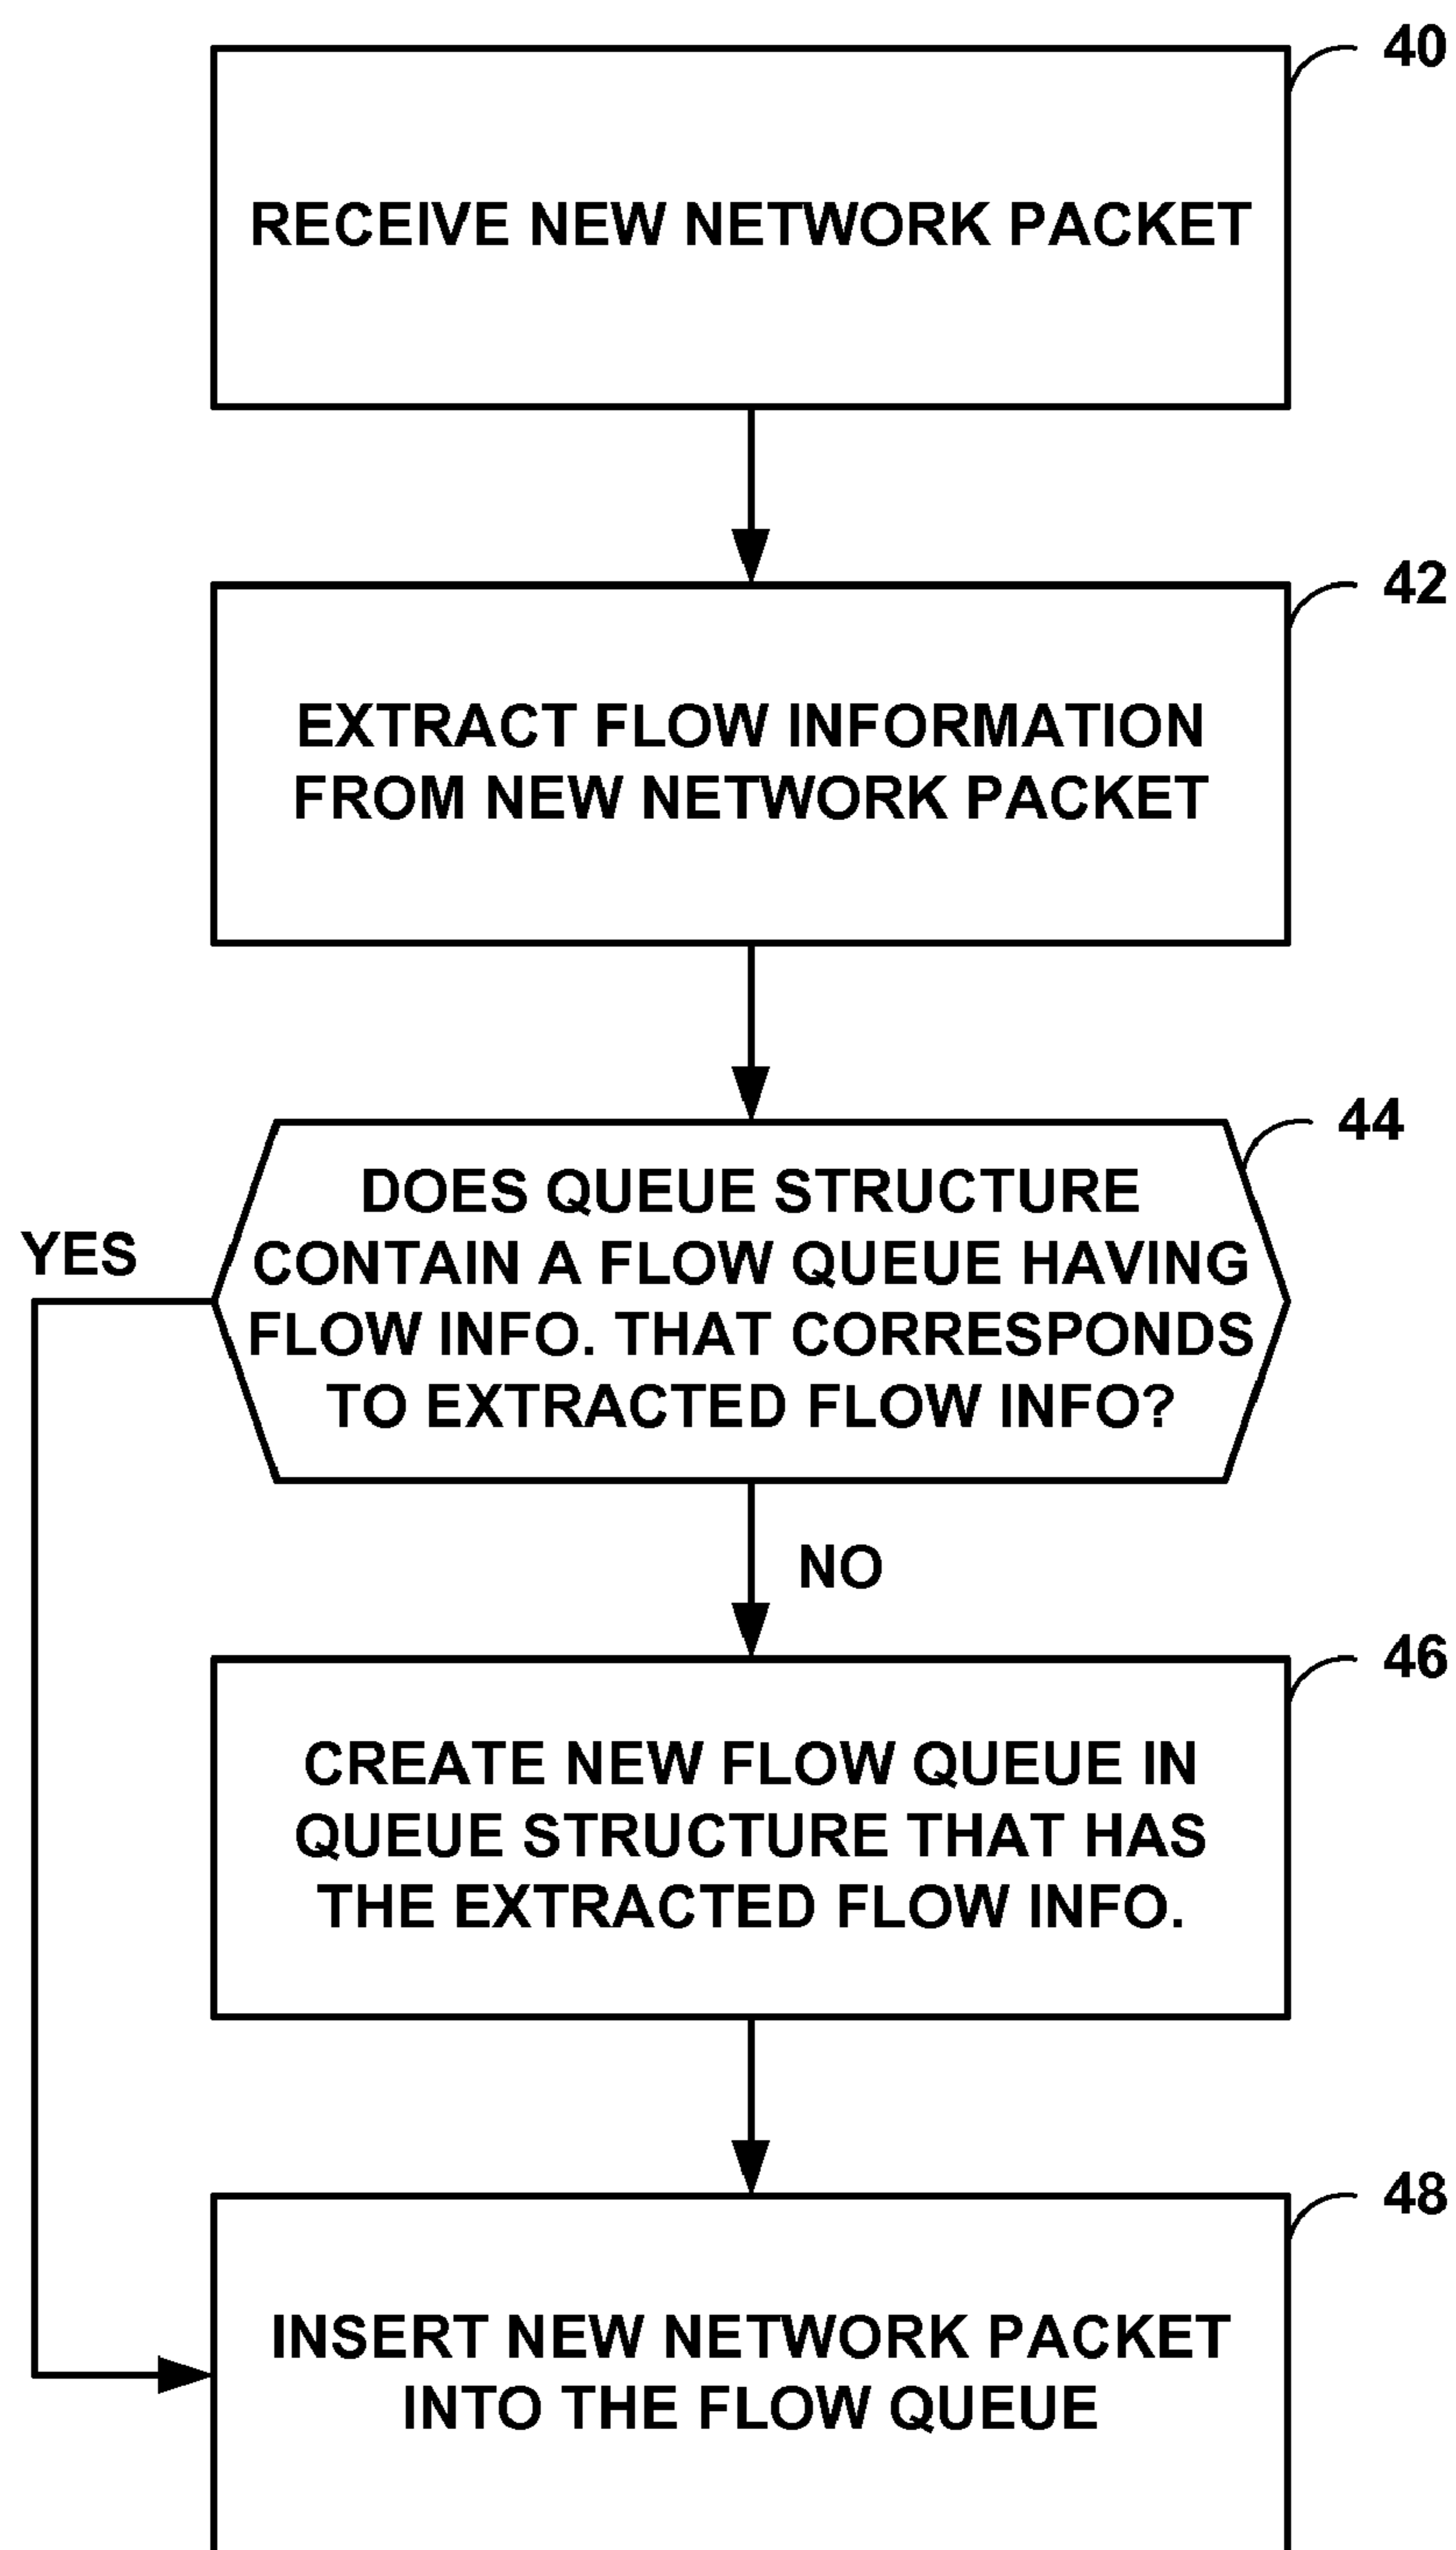 40
RECEIVE NEW NETWORK PACKET
42
EXTRACT FLOW INFORMATION
FROM NEW NETWORK PACKET
44
DOES QUEUE STRUCTURE
CONTAIN A FLOW QUEUE HAVING
FLOW INFO. THAT CORRESPONDS
TO EXTRACTED FLOW INFO?
YES
NO
46
CREATE NEW FLOW QUEUE IN
QUEUE STRUCTURE THAT HAS
THE EXTRACTED FLOW INFO.
48
INSERT NEW NETWORK PACKET
INTO THE FLOW QUEUE